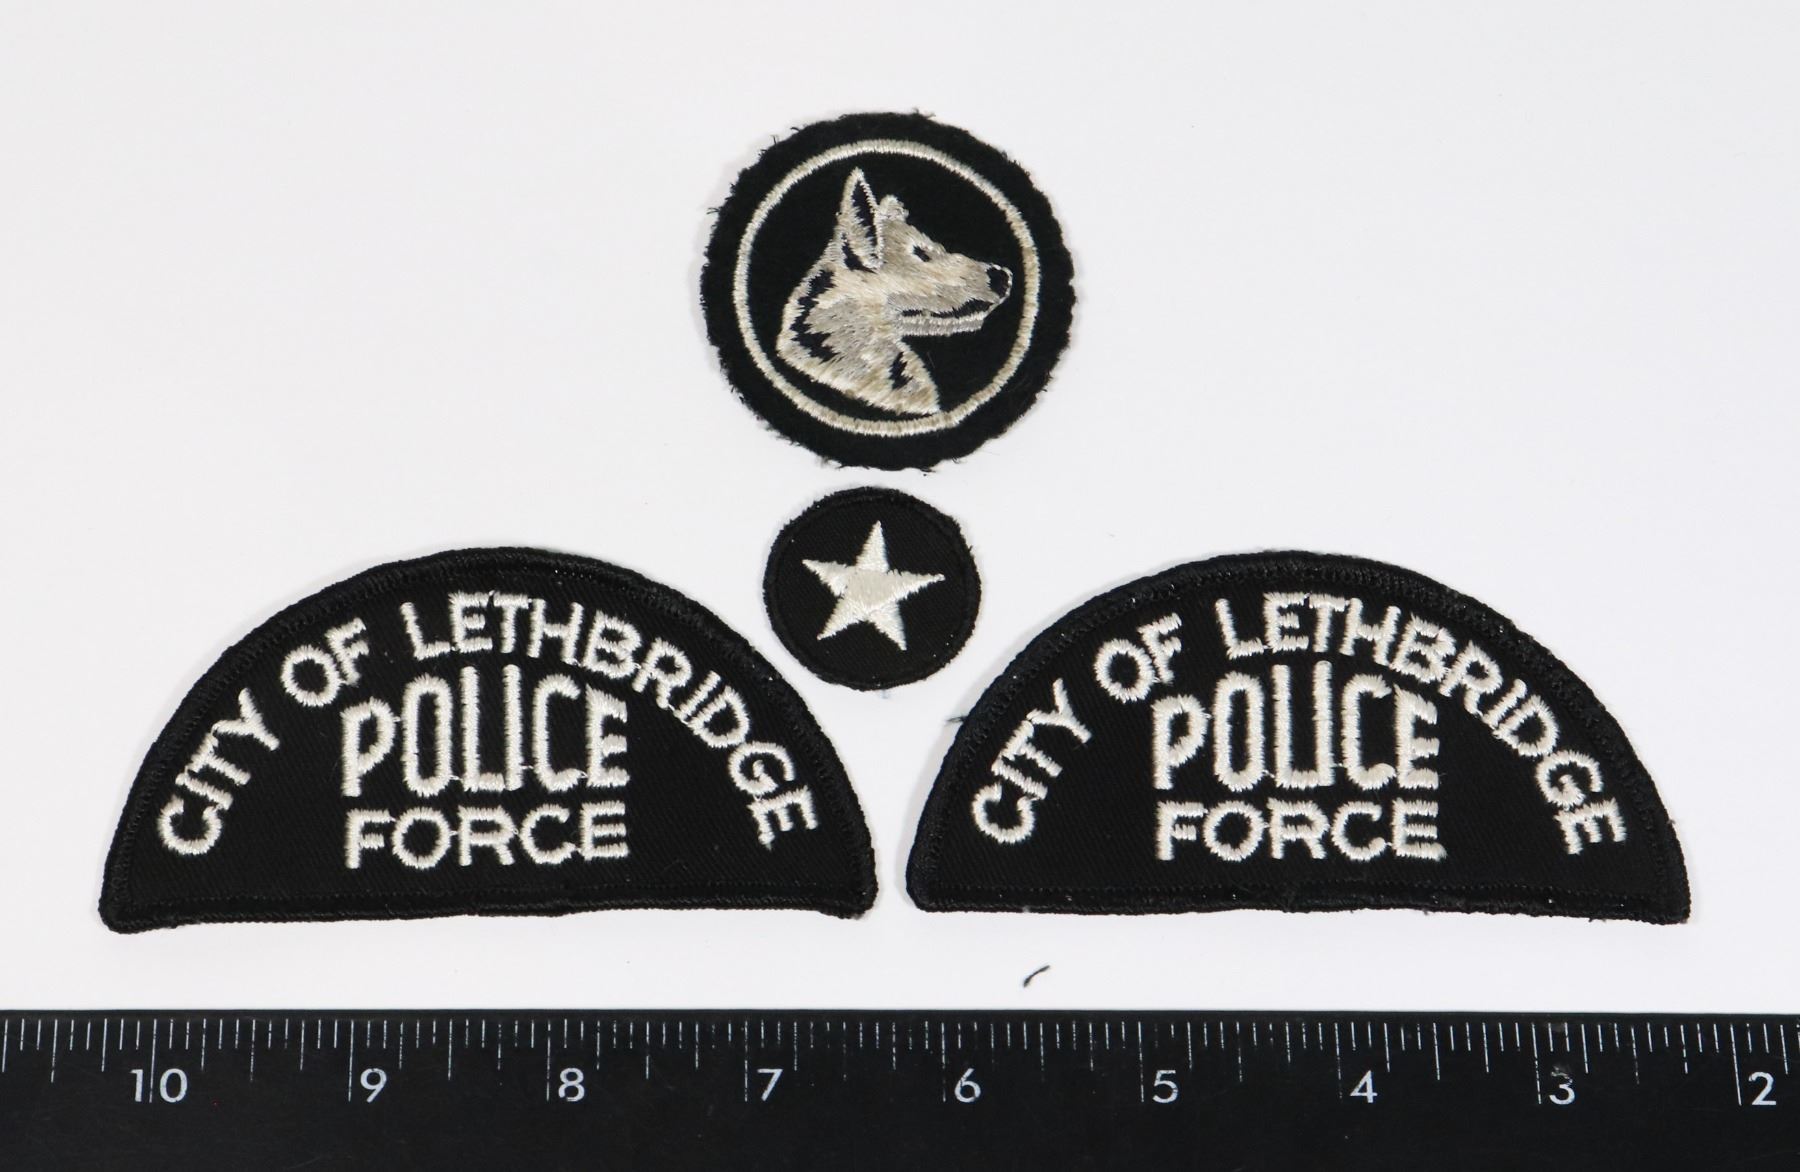 CITY OF LETHBRIDGE
POLICE
FORCE
CITY OF LETHBRIDGE
POLICE
FORCE
10 9 8 7 6 5 4 3 2